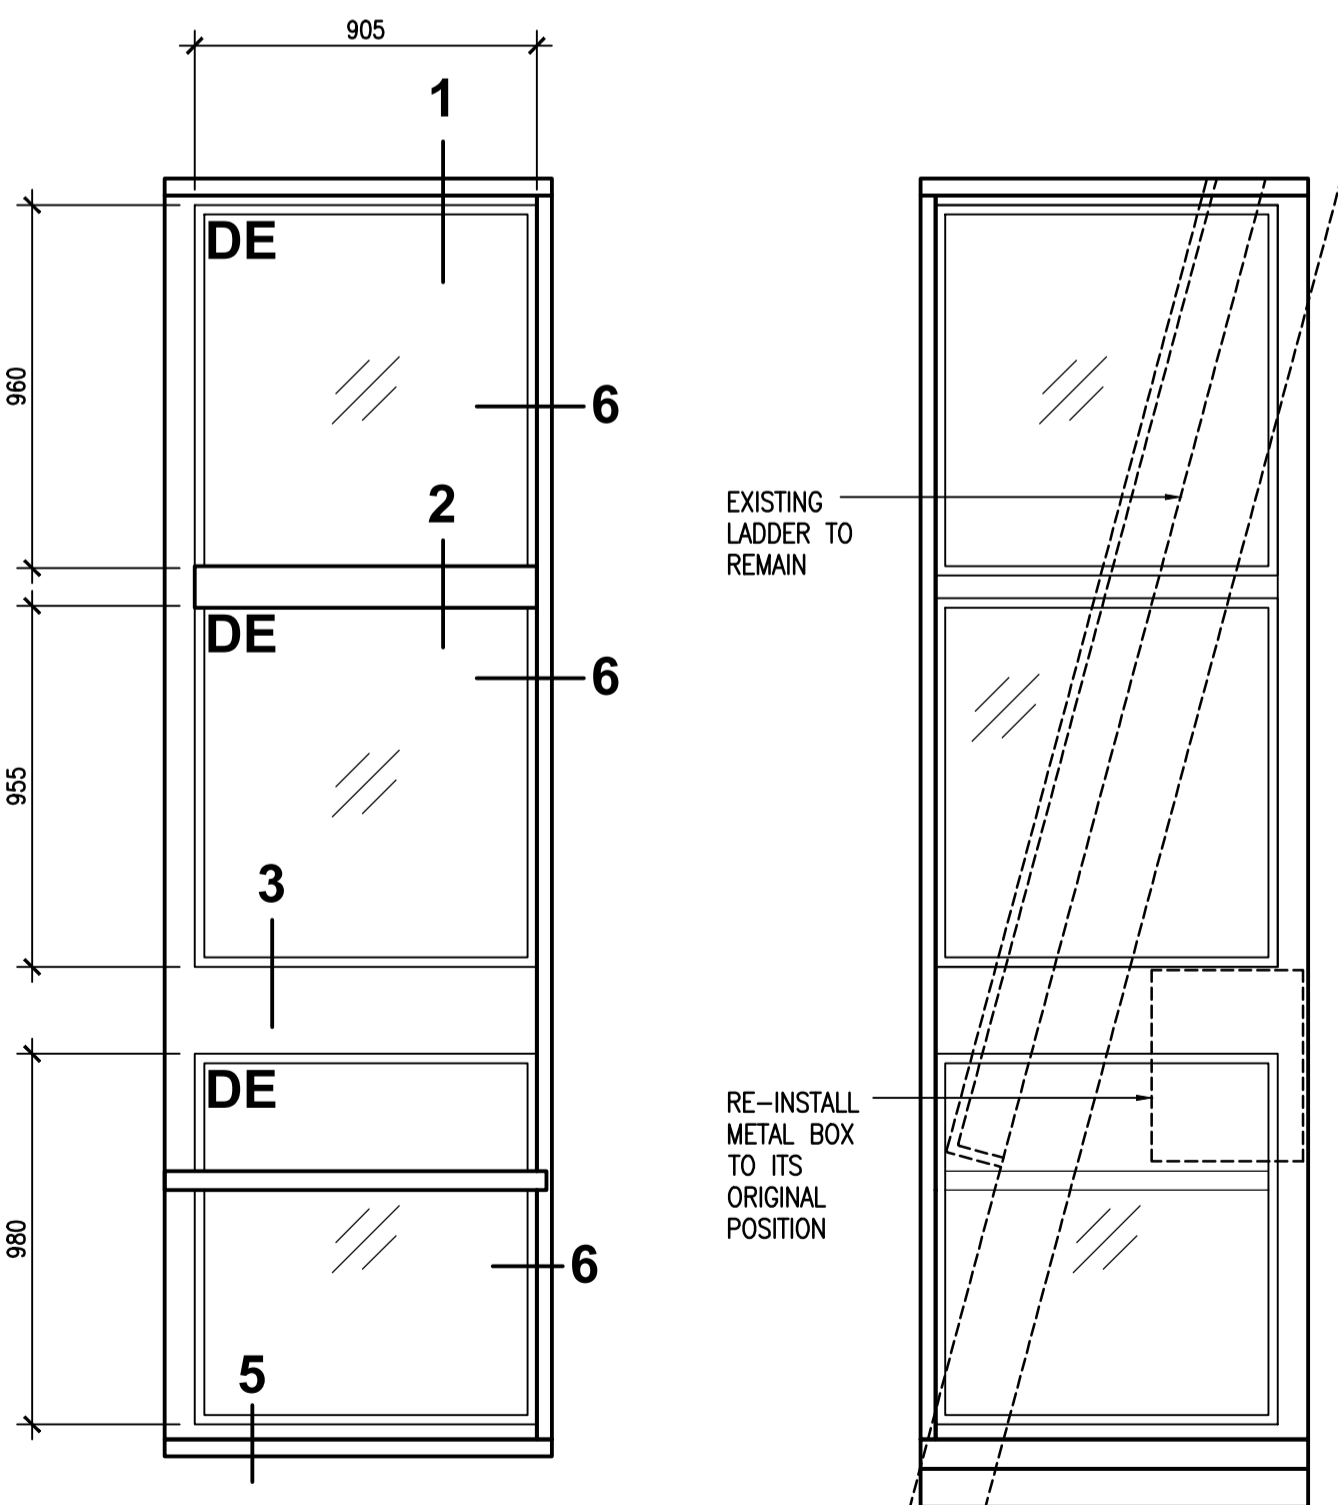 905
1
DE
960
6
2
EXISTING
LADDER TO
REMAIN
DE
6
955
3
DE
RE-INSTALL
METAL BOX
TO ITS
ORIGINAL
POSITION
980
6
5